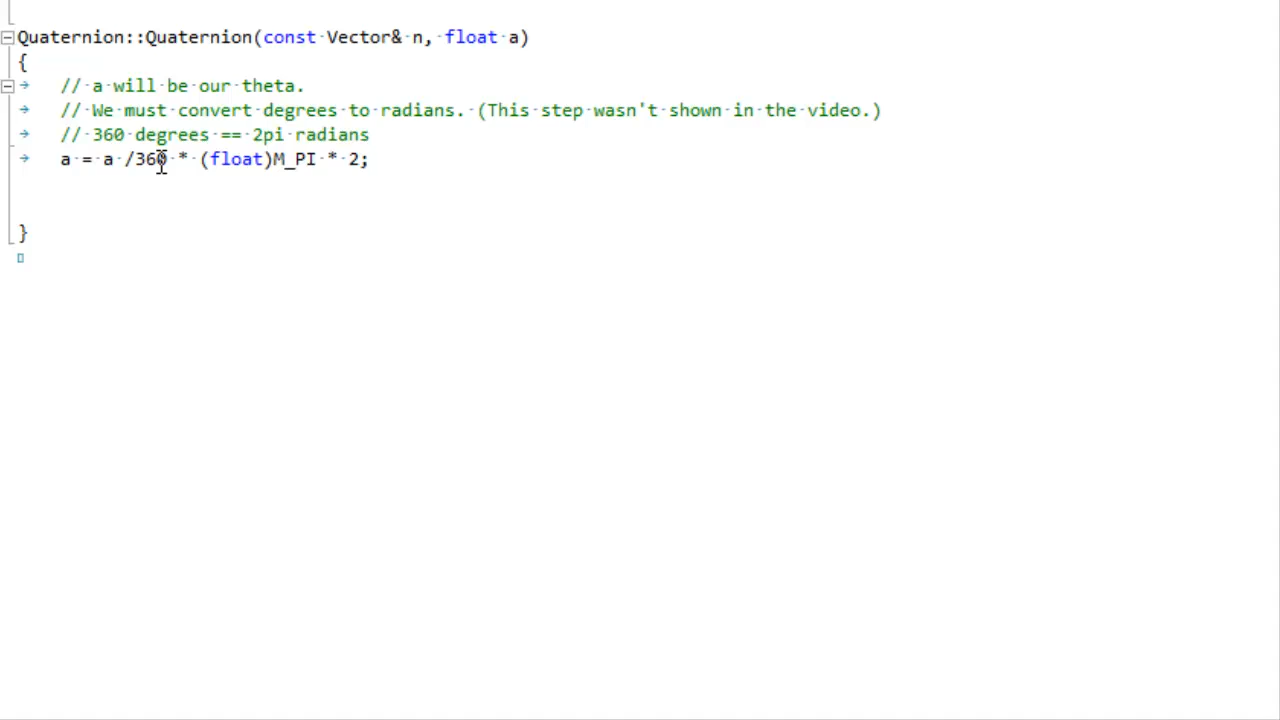 Quaternion::Quaternion(const Vector& n, float a)
{
// a will be our theta.
// We must convert degrees to radians. (This step wasn't shown in the video.)
// 360 degrees == 2pi radians
a = a /360 * (float)M_PI * 2;
}